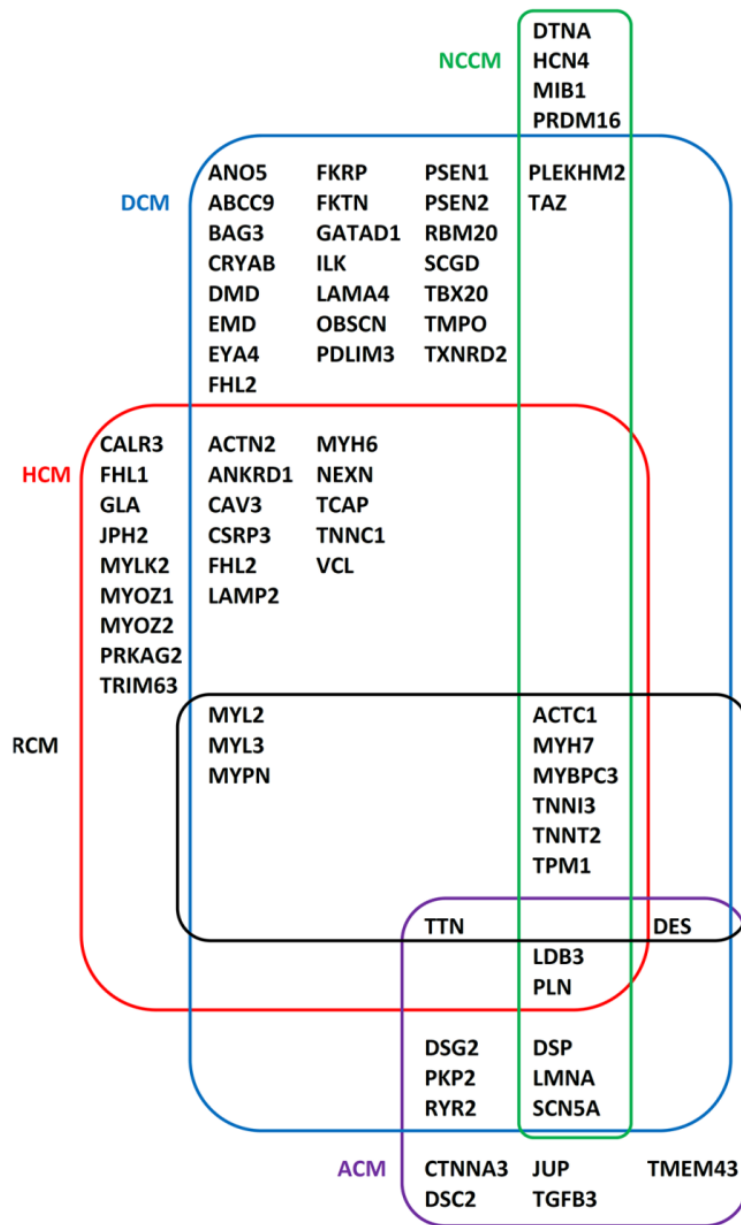 DTNA
NCCM HCN4
MIB1
PRDM16
ANO5 FKRP PSEN1 PLEKHM2
DCM ABCC9 FKTN PSEN2 TAZ
BAG3 GATAD1 RBM20
CRYAB ILK SCGD
DMD LAMA4 TBX20
EMD OBSCN TMPO
EYA4 PDLIM3 TXNRD2
FHL2
CALR3 ACTN2 MYH6
HCM FHL1 ANKRD1 NEXN
GLA CAV3 TCAP
JPH2 CSRP3 TNNC1
MYLK2 FHL2 VCL
MYOZ1 LAMP2
MYOZ2
PRKAG2
TRIM63
MYL2 ACTC1
RCM MYL3 MYH7
MYPN MYBPC3
TNNI3
TNNT2
TPM1
TTN DES
LDB3
PLN
DSG2 DSP
PKP2 LMNA
RYR2 SCN5A
ACM CTNNA3 JUP TMEM43
DSC2 TGFB3